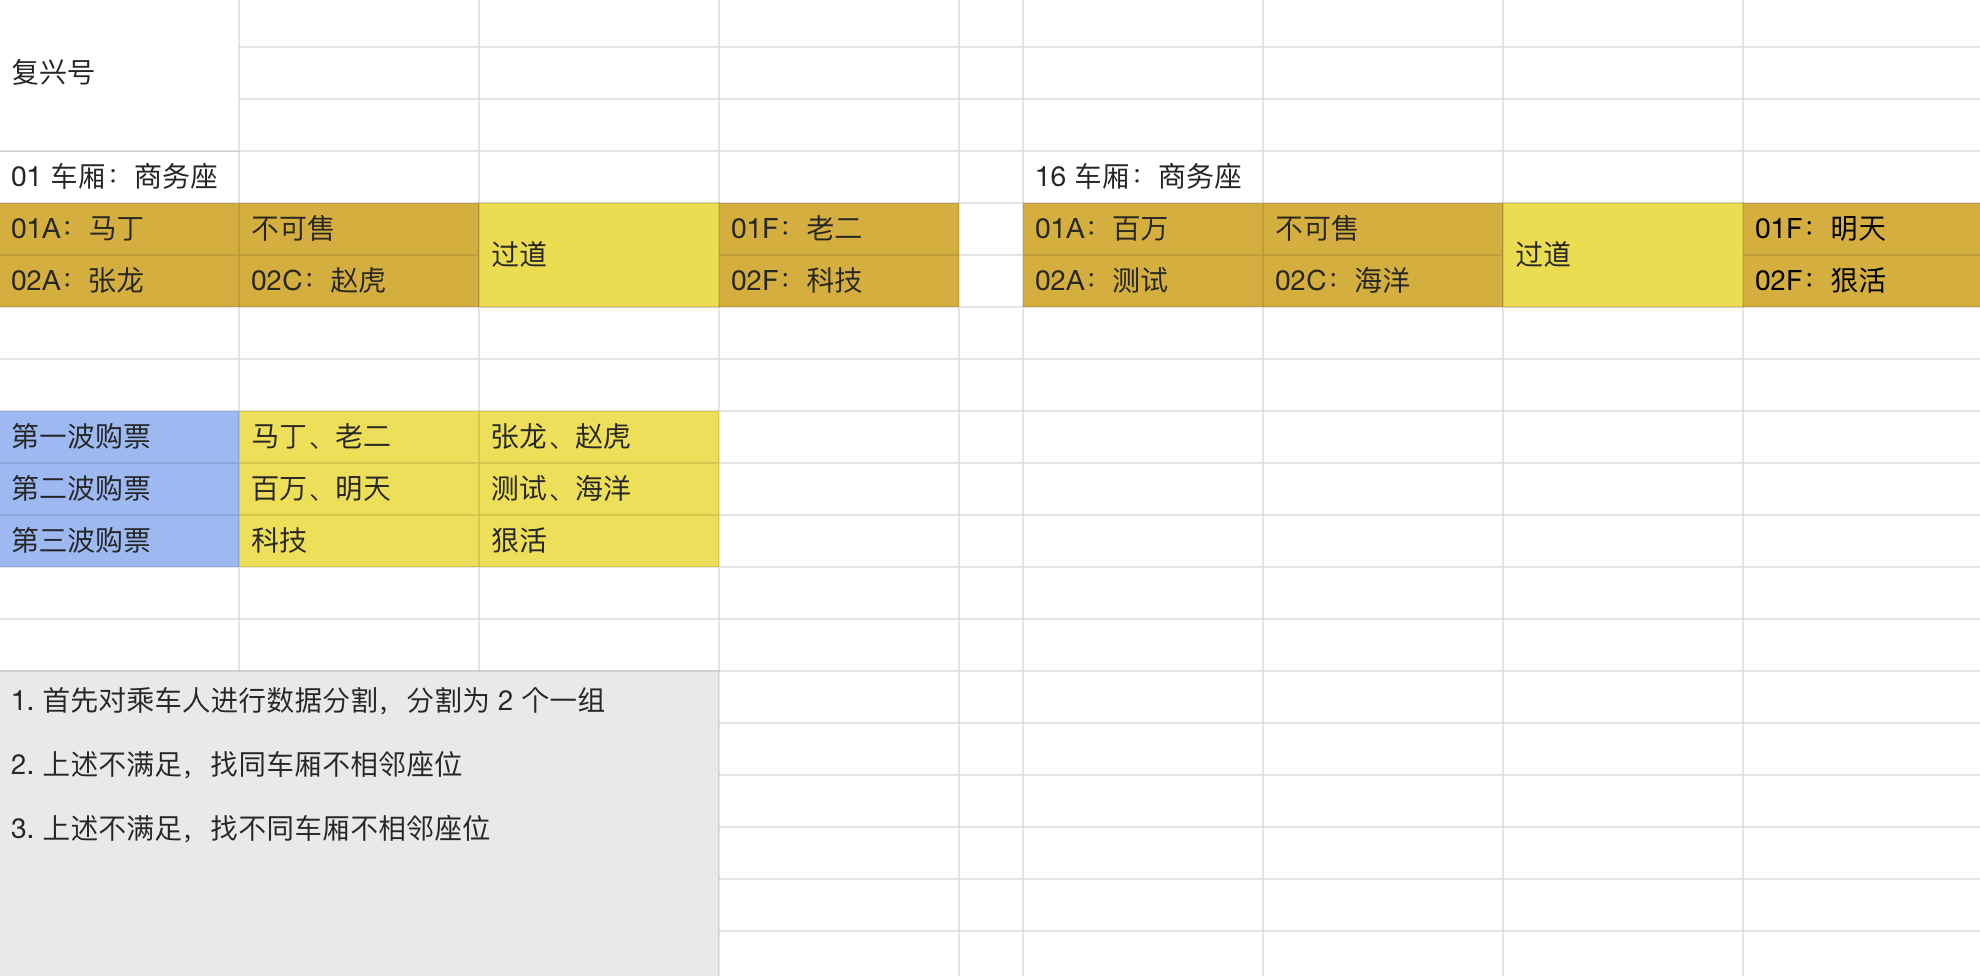 复兴号
01 车厢：商务座
16 车厢：商务座
01A：马丁
不可售
过道
01F：老二
01A：百万
不可售
过道
01F：明天
02A：张龙
02C：赵虎
02F：科技
02A：测试
02C：海洋
02F：狠活
第一波购票
马丁、老二
张龙、赵虎
第二波购票
百万、明天
测试、海洋
第三波购票
科技
狠活
1. 首先对乘车人进行数据分割，分割为 2 个一组
2. 上述不满足，找同车厢不相邻座位
3. 上述不满足，找不同车厢不相邻座位